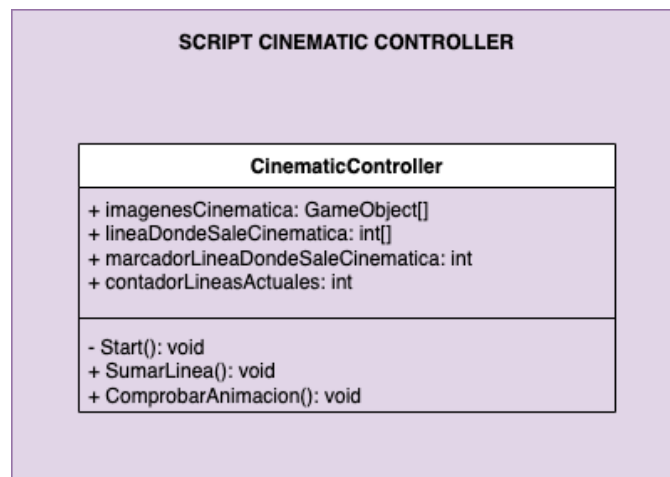 SCRIPT CINEMATIC CONTROLLER
CinematicController
+ imagenesCinematica: GameObject[]
+ lineaDondeSaleCinematica: int[]
+ marcadorLineaDondeSaleCinematica: int
+ contadorLineasActuales: int
- Start(): void
+ SumarLinea(): void
+ ComprobarAnimacion(): void